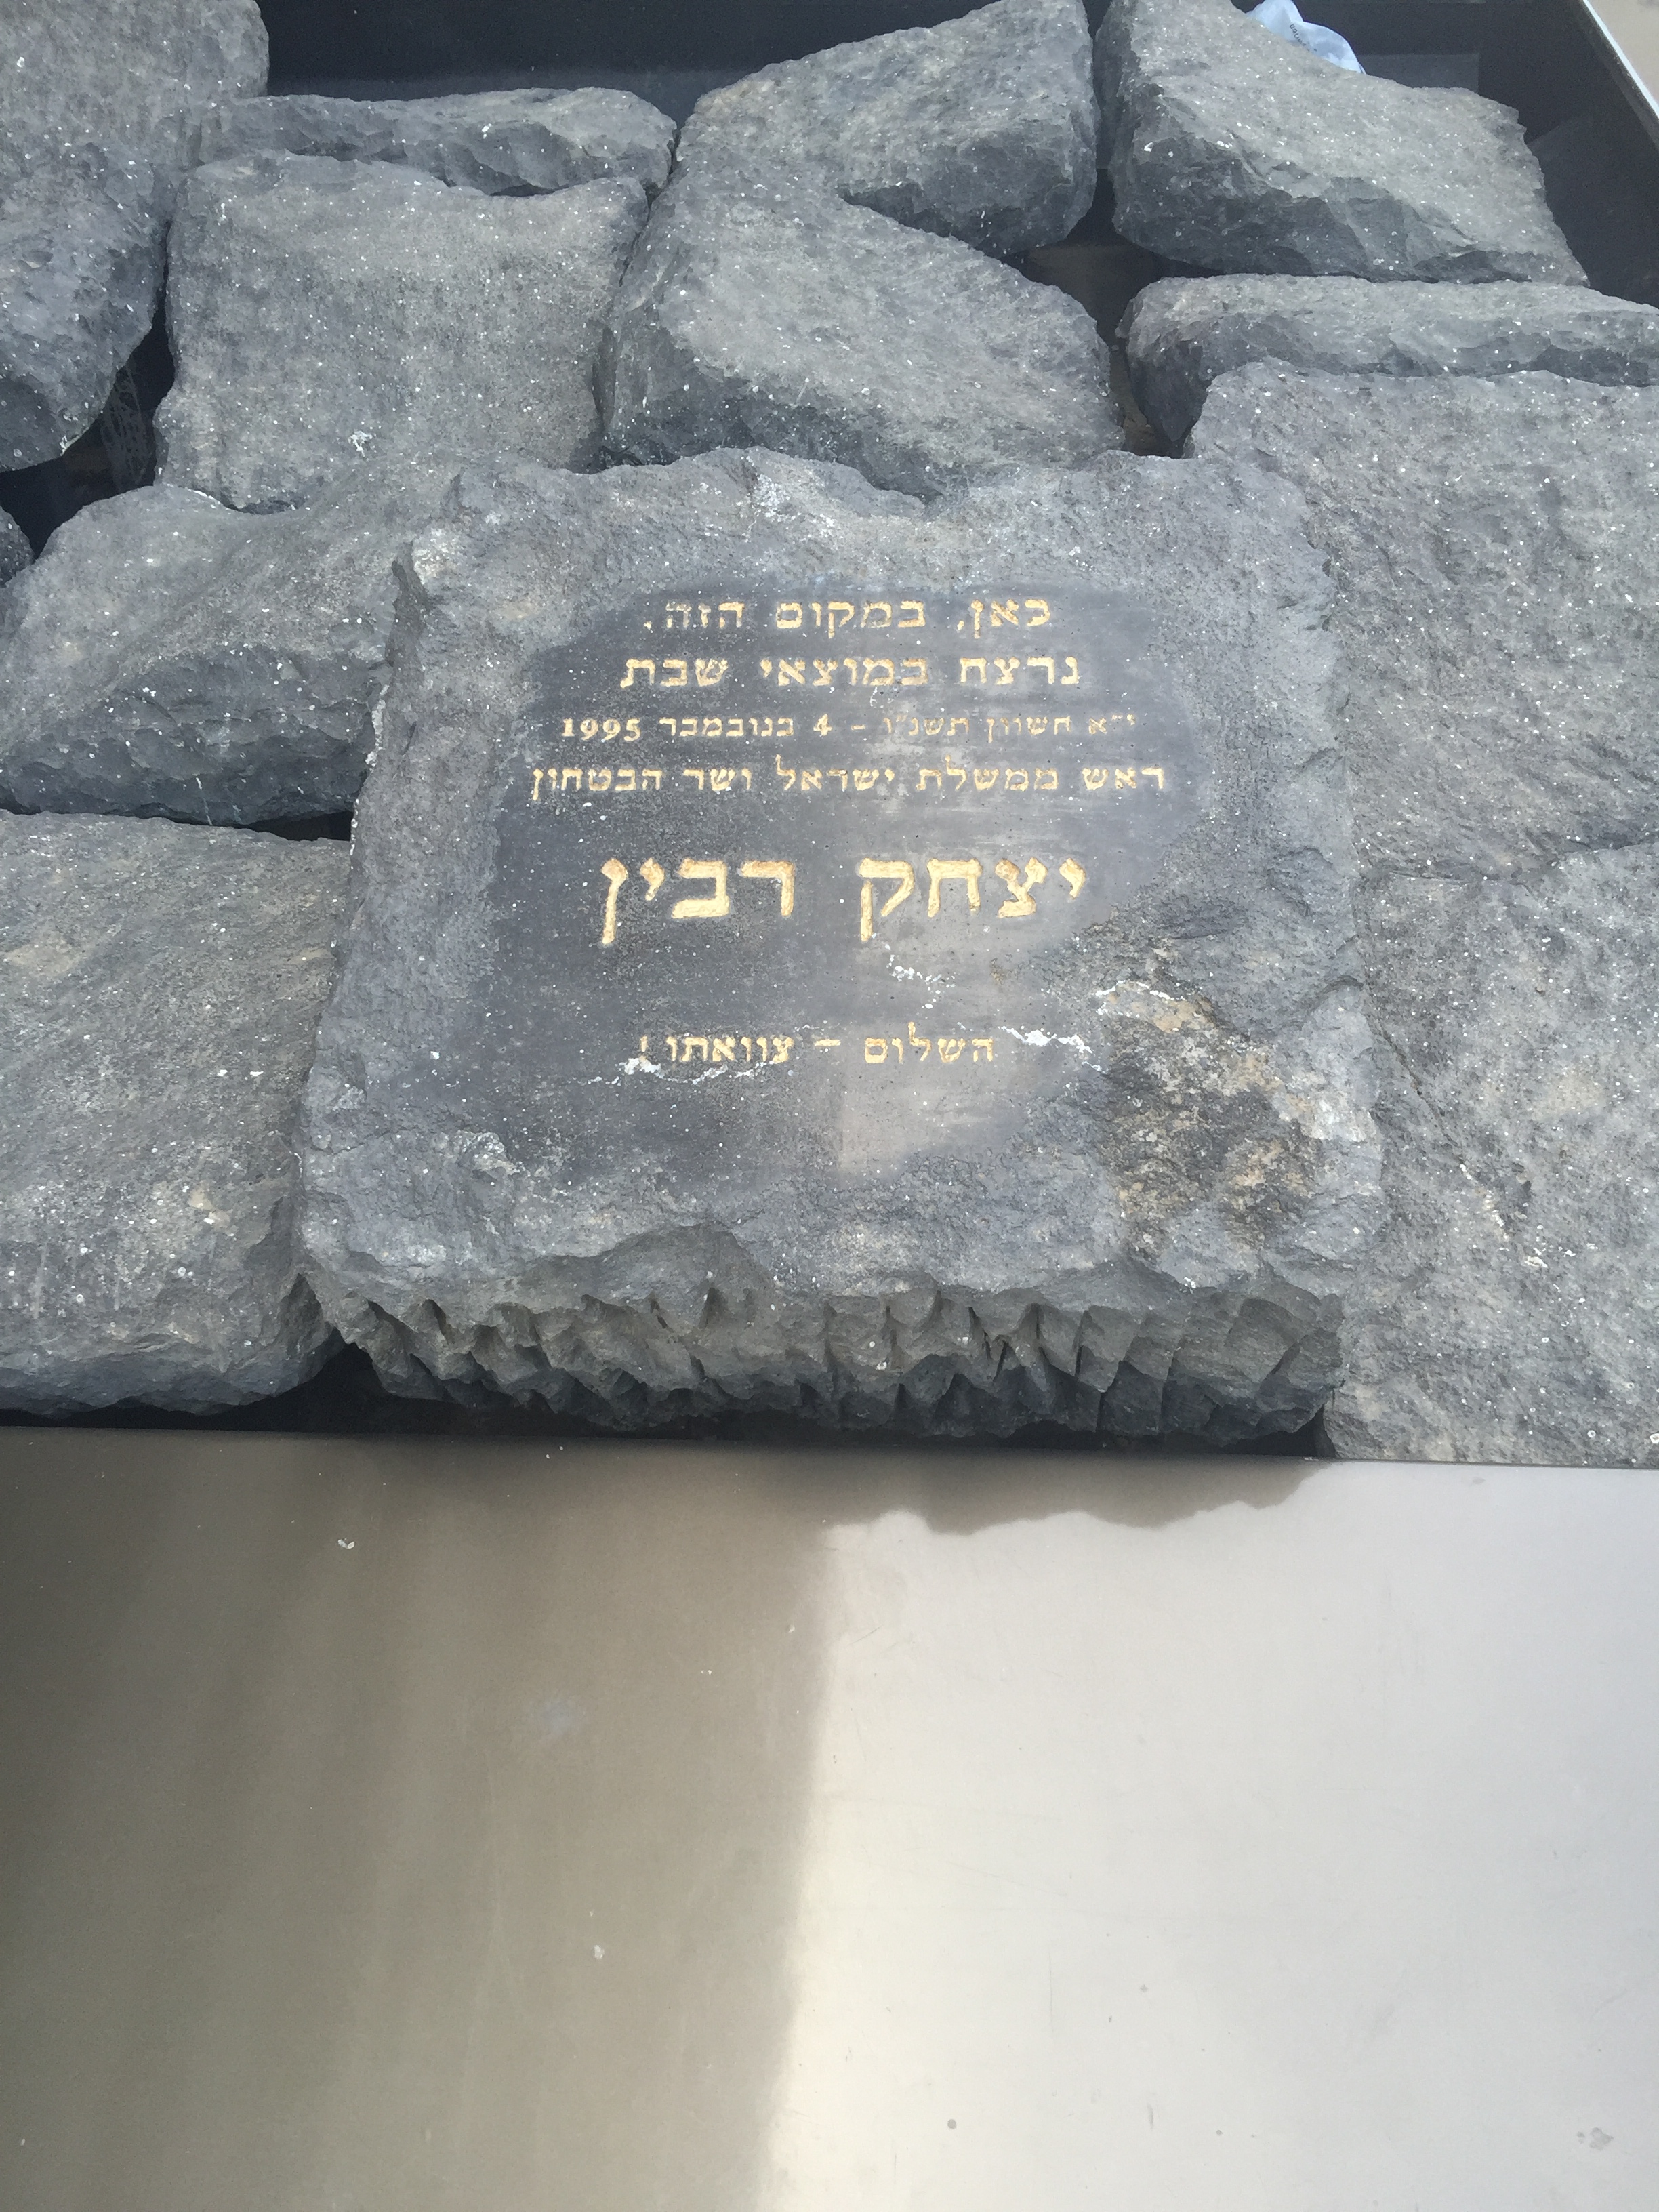 כאן, במקום הזה,
נרצח במוצאי שבת
י״א חשוון תשנ״ו – 4 בנובמבר 1995
ראש ממשלת ישראל ושר הבטחון
יצחק רבין
השלום – צוואתו!